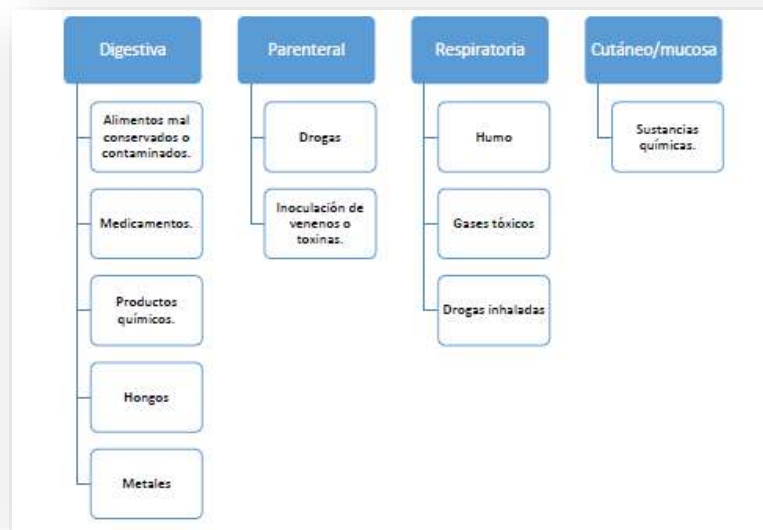 Digestiva
Alimentos mal
conservados o
contaminados.
Medicamentos.
Productos
químicos.
Hongos
Metales
Parenteral
Drogas
Inoculación de
venenos o
toxinas.
Respiratoria
Humo
Gases tóxicos
Drogas inhaladas
Cutáneo/mucosa
Sustancias
químicas.